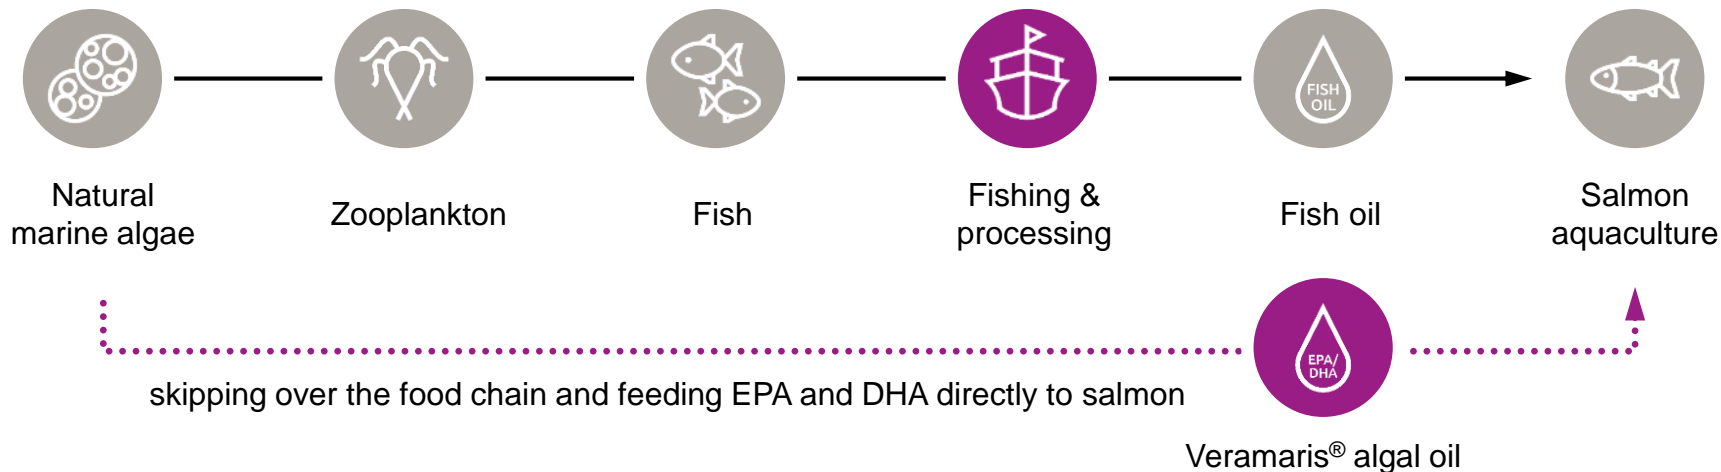 FISH
OIL
Natural
marine algae
Zooplankton
Fish
Fishing &
processing
Fish oil
Salmon
aquaculture
EPA/
DHA
skipping over the food chain and feeding EPA and DHA directly to salmon
Veramaris® algal oil